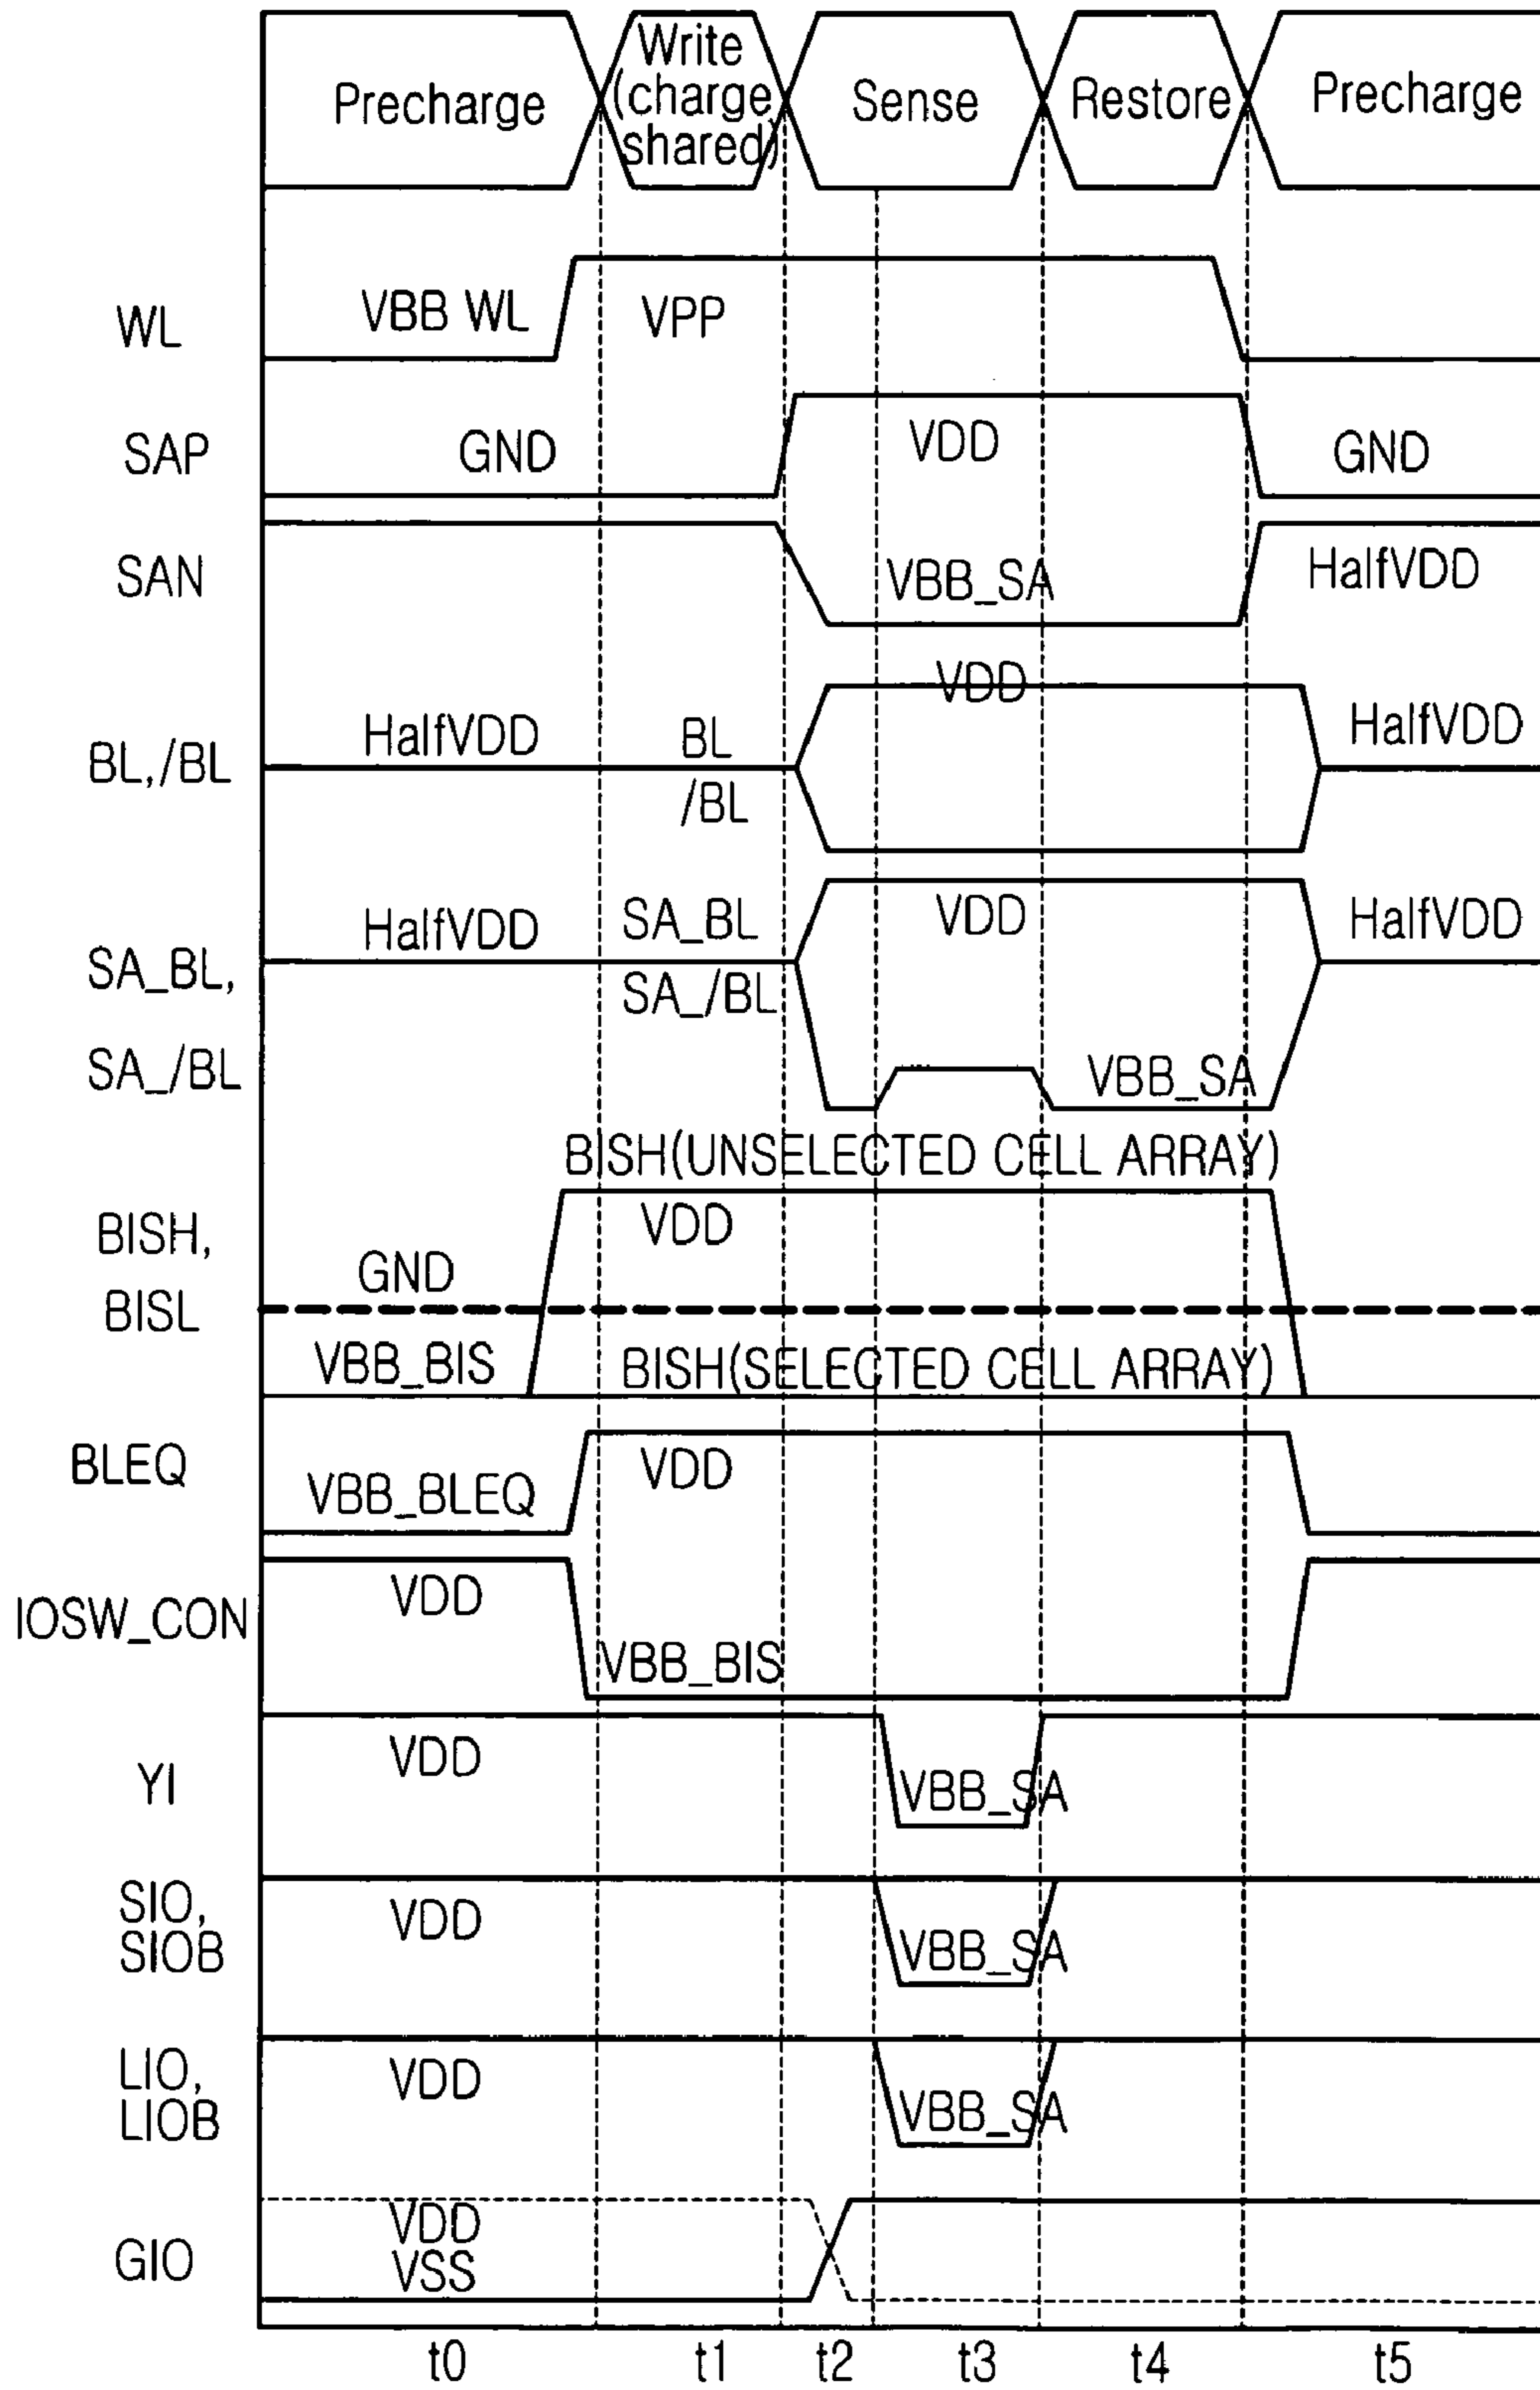 Precharge
Write
(charge
shared)
Sense
Restore
Precharge
WL
VBB WL
VPP
SAP
GND
VDD
GND
SAN
VBB_SA
HalfVDD
BL,/BL
HalfVDD
BL
/BL
VDD
HalfVDD
SA_BL,
SA_/BL
HalfVDD
SA_BL
SA_/BL
VDD
VBB_SA
HalfVDD
BISH(UNSELECTED CELL ARRAY)
BISH,
BISL
GND
VDD
VBB_BIS
BISH(SELECTED CELL ARRAY)
BLEQ
VBB_BLEQ
VDD
IOSW_CON
VDD
VBB_BIS
YI
VDD
VBB_SA
SIO,
SIOB
VDD
VBB_SA
LIO,
LIOB
VDD
VBB_SA
GIO
VDD
VSS
t0
t1
t2
t3
t4
t5